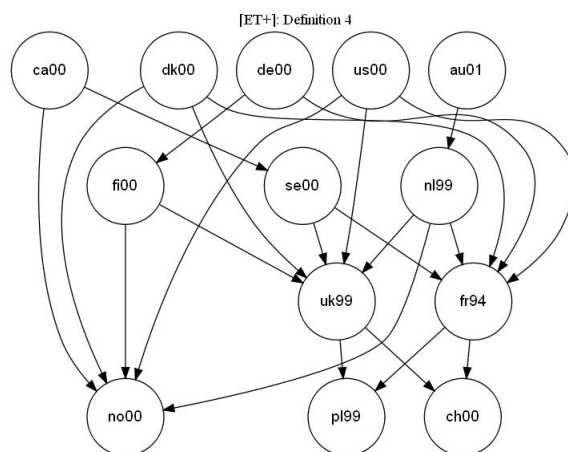 [ET+]: Definition 4
ca00 dk00 de00 us00 au01
fi00 se00 nl99
uk99 fr94
no00 pl99 ch00